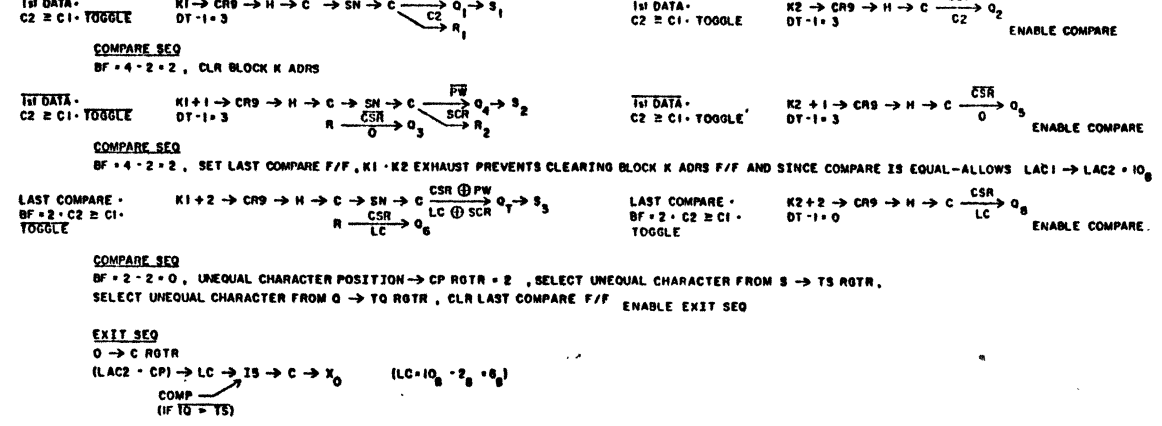 1st DATA · K1 → CR9 → H → C → SN → C → Q1 → S1 1st DATA · K2 → CR9 → H → C → Q2
C2 ≥ C1 · TOGGLE DT - 1 = 3 C2 → R1 C2 ≥ C1 · TOGGLE DT - 1 = 3 C2 ENABLE COMPARE
COMPARE SEQ
BF = 4 - 2 = 2 , CLR BLOCK K ADRS
1st DATA · K1 + 1 → CR9 → H → C → SN → C PW → Q4 → S2 1st DATA · K2 + 1 → CR9 → H → C CSR → Q5
C2 ≥ C1 · TOGGLE R CSR 0 → Q3 SCR → R2 C2 ≥ C1 · TOGGLE DT - 1 = 3 0 ENABLE COMPARE
COMPARE SEQ
BF = 4 - 2 = 2 , SET LAST COMPARE F/F , K1 · K2 EXHAUST PREVENTS CLEARING BLOCK K ADRS F/F AND SINCE COMPARE IS EQUAL-ALLOWS LAC1 → LAC2 = 10 8
LAST COMPARE · K1 + 2 → CR9 → H → C → SN → C CSR ⊕ PW LC ⊕ SCR → Q7 → S3 LAST COMPARE · K2 + 2 → CR9 → H → C CSR LC → Q8
BF = 2 · C2 ≥ C1 · R CSR LC → Q6 BF = 2 · C2 ≥ C1 · DT - 1 = 0 ENABLE COMPARE.
TOGGLE TOGGLE
COMPARE SEQ
BF = 2 - 2 = 0 , UNEQUAL CHARACTER POSITION → CP RGTR = 2 , SELECT UNEQUAL CHARACTER FROM S → TS RGTR,
SELECT UNEQUAL CHARACTER FROM Q → TQ RGTR , CLR LAST COMPARE F/F ENABLE EXIT SEQ
EXIT SEQ
0 → C RGTR
(LAC2 - CP) → LC → IS → C → X0 (LC = 10 8 - 2 8 = 6 8)
COMP
(IF TQ > TS)